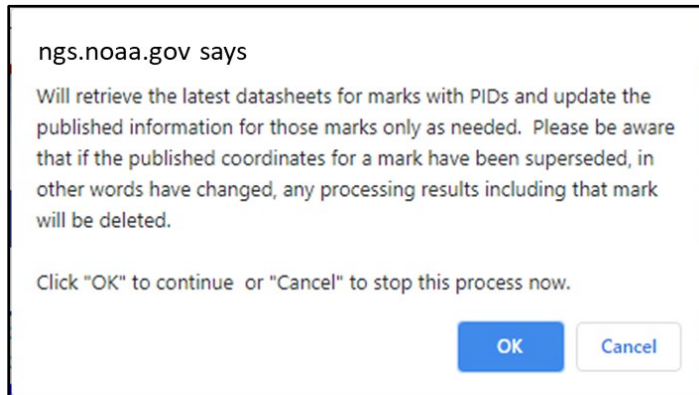 ngs.noaa.gov says
Will retrieve the latest datasheets for marks with PIDs and update the
published information for those marks only as needed.  Please be aware
that if the published coordinates for a mark have been superseded, in
other words have changed, any processing results including that mark
will be deleted.
Click "OK" to continue  or "Cancel" to stop this process now.
OK
Cancel